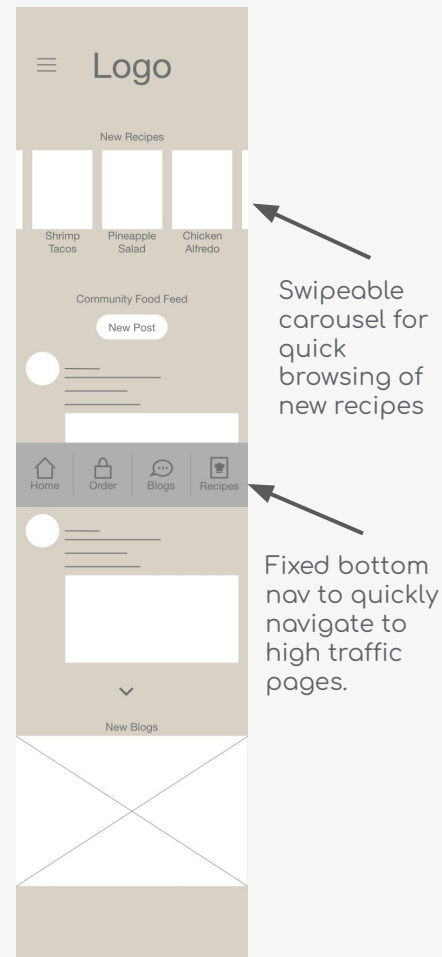 Logo
New Recipes
Shrimp
Tacos
Pineapple
Salad
Chicken
Alfredo
Swipeable
carousel for
quick
browsing of
new recipes
Community Food Feed
New Post
Home
Order
Blogs
Recipes
Fixed bottom
nav to quickly
navigate to
high traffic
pages.
New Blogs